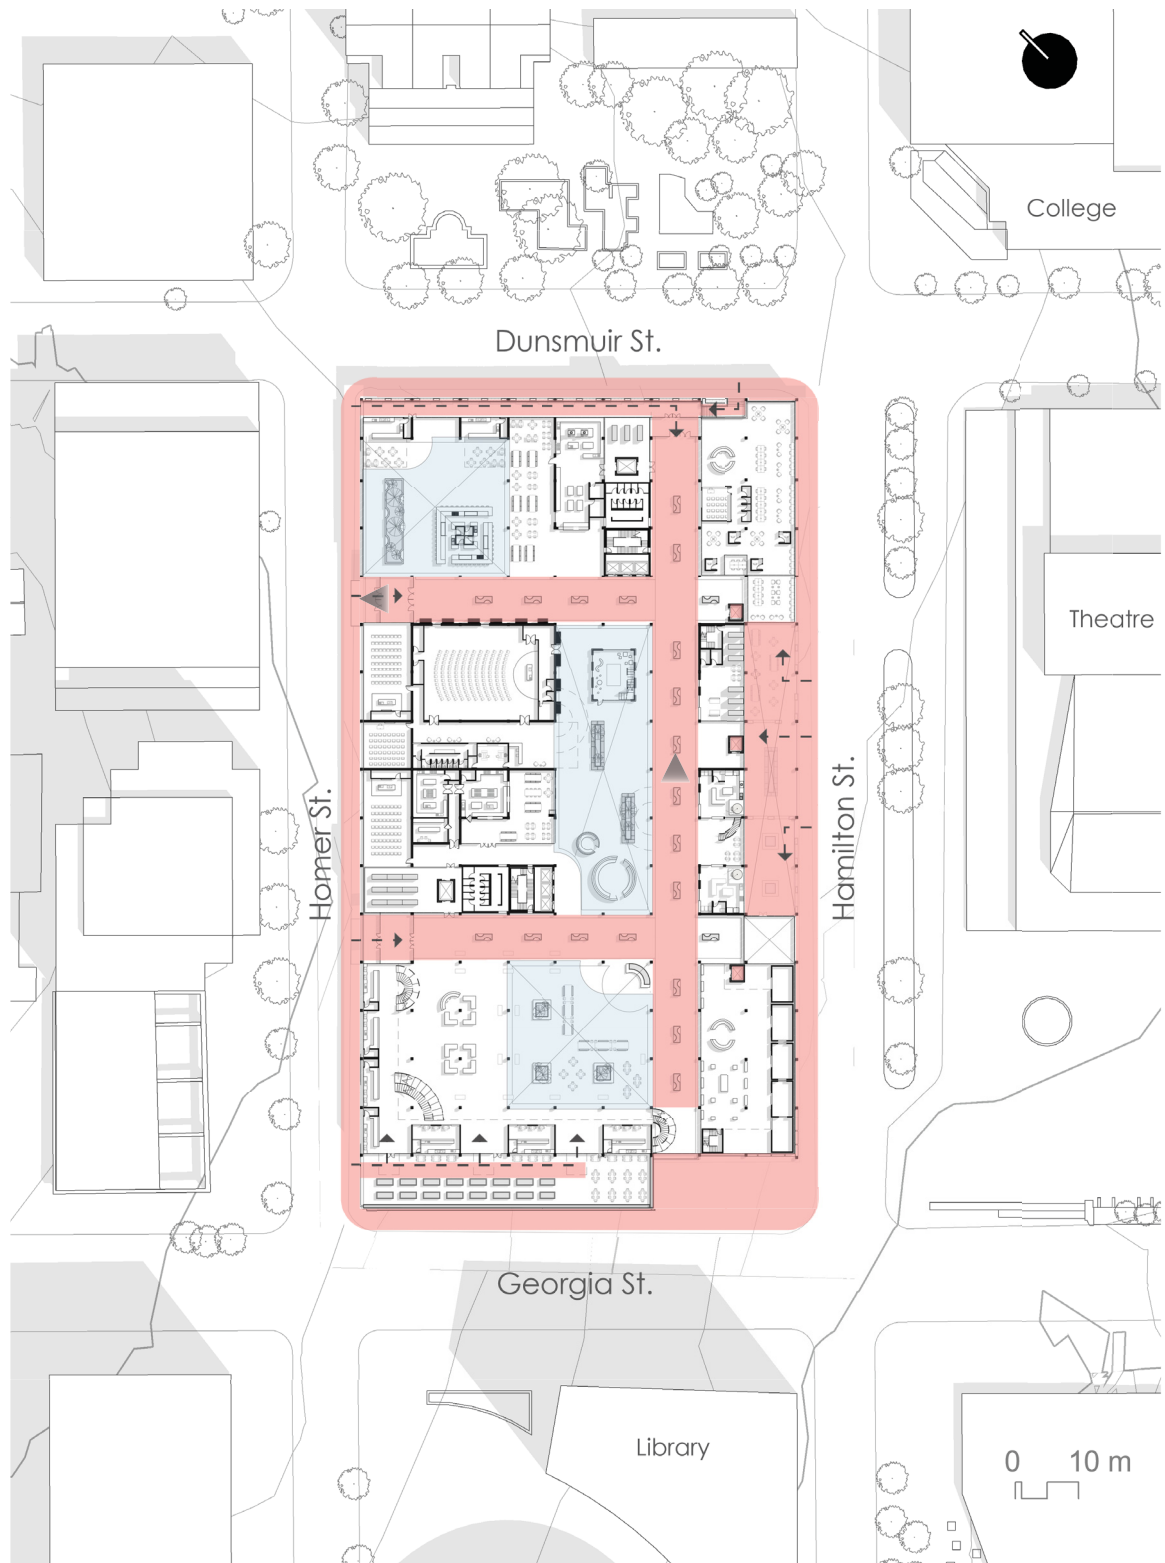 College
Dunsmuir St.
Theatre
Homer St.
Hamilton St.
Georgia St.
Library
0 10 m